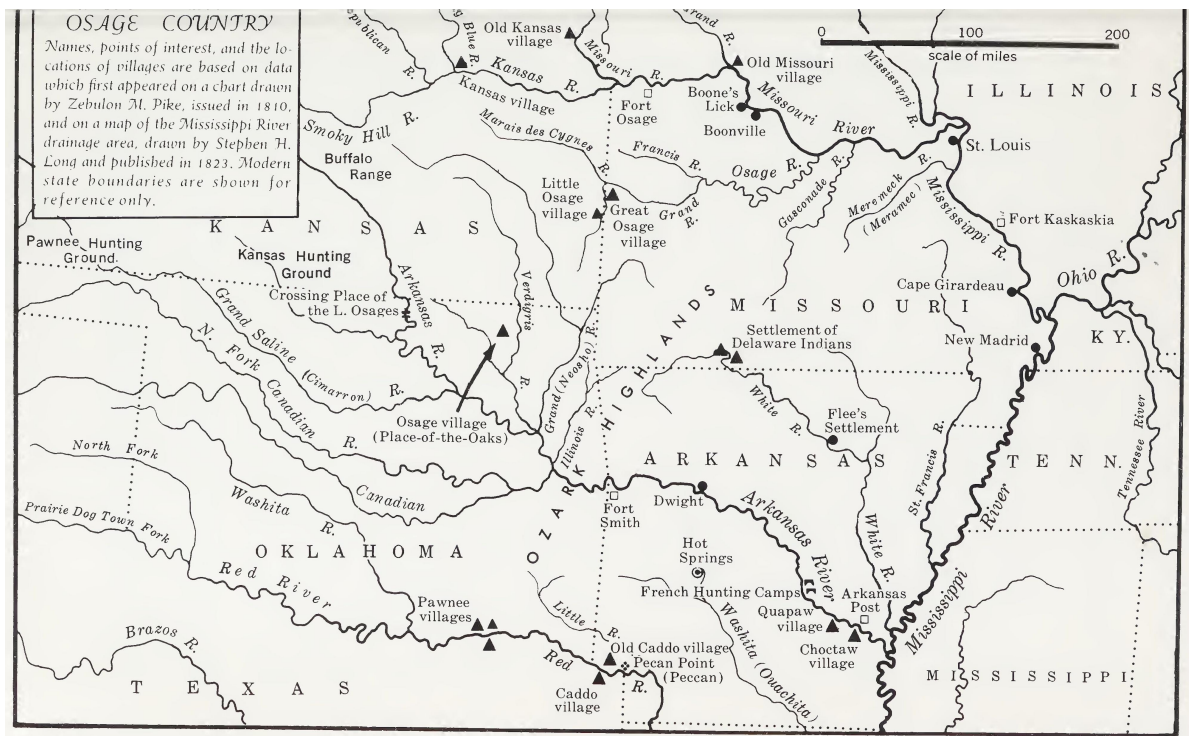 OSAGE COUNTRY
Names, points of interest, and the lo-
cations of villages are based on data
which first appeared on a chart drawn
by Zebulon M. Pike, issued in 1810,
and on a map of the Mississippi River
drainage area, drawn by Stephen H.
Long and published in 1823. Modern
state boundaries are shown for
reference only.
0 100 200
scale of miles
R.
Blue R.
Old Kansas
village
Missouri R.
Grand R.
Old Missouri
village
Mississippi R.
ILLINOIS
Kansas R.
Kansas village
Fort
Osage
Boone's
Lick
Boonville
Missouri River
St. Louis
Smoky Hill R.
Marais des Cygnes R.
Francis R.
Osage R.
Gasconade R.
Meremeck R.
(Meramec)
Mississippi R.
Fort Kaskaskia
Buffalo
Range
Little
Osage
village
Great
Osage
village
Grand
R.
KANSAS
Pawnee Hunting
Ground
Kansas Hunting
Ground
Arkansas R.
Verdigris R.
Crossing Place of
the L. Osages
MISSOURI
Cape Girardeau
Ohio R.
New Madrid
KY.
Grand Saline
(Cimarron) R.
N. Fork
Canadian R.
Settlement of
Delaware Indians
OZARK HIGHLANDS
Grand (Neosho) R.
Illinois R.
Osage village
(Place-of-the-Oaks)
White R.
Flee's
Settlement
ARKANSAS
TENN.
Tennessee River
St. Francis R.
North Fork
Washita R.
Canadian
Fort
Smith
Dwight
Arkansas River
White R.
Mississippi River
Prairie Dog Town Fork
OKLAHOMA
Red River
Hot
Springs
French Hunting Camps
Arkansas
Post
Quapaw
village
Choctaw
village
Pawnee
villages
Little R.
Washita (Ouachita)
Brazos R.
Old Caddo village
Pecan Point
(Peccan)
Red R.
Caddo
village
TEXAS
MISSISSIPPI